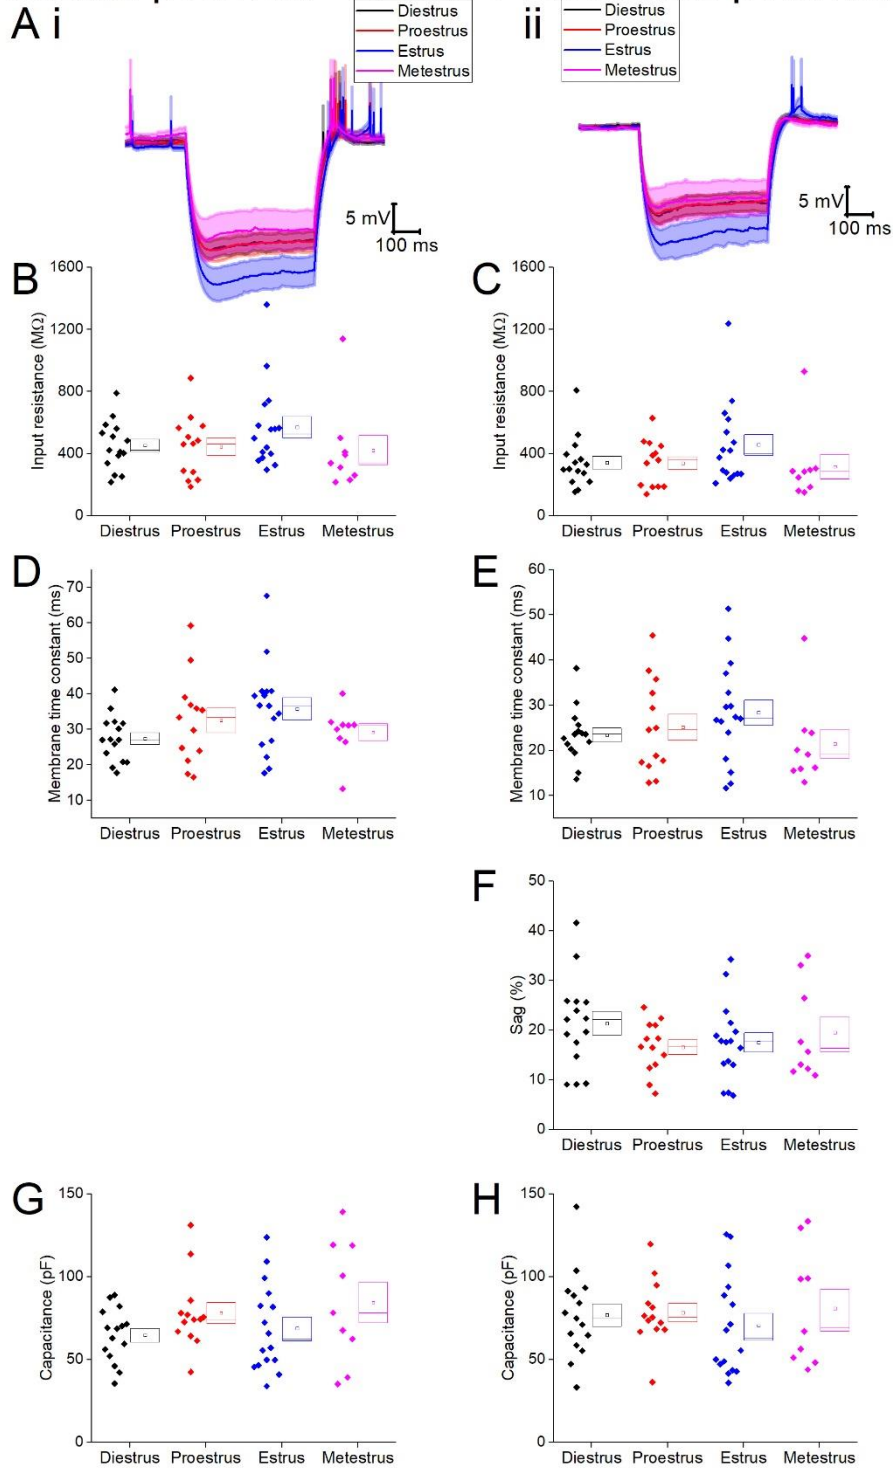 A i
Diestrus
Proestrus
Estrus
Metestrus
5 mV
100 ms
ii
Diestrus
Proestrus
Estrus
Metestrus
5 mV
100 ms
B
Input resistance (MΩ)
1600
1200
800
400
0
Diestrus Proestrus Estrus Metestrus
C
Input resistance (MΩ)
1600
1200
800
400
0
Diestrus Proestrus Estrus Metestrus
D
Membrane time constant (ms)
70
60
50
40
30
20
10
Diestrus Proestrus Estrus Metestrus
E
Membrane time constant (ms)
60
50
40
30
20
10
Diestrus Proestrus Estrus Metestrus
F
Sag (%)
50
40
30
20
10
0
Diestrus Proestrus Estrus Metestrus
G
Capacitance (pF)
150
100
50
0
Diestrus Proestrus Estrus Metestrus
H
Capacitance (pF)
150
100
50
0
Diestrus Proestrus Estrus Metestrus